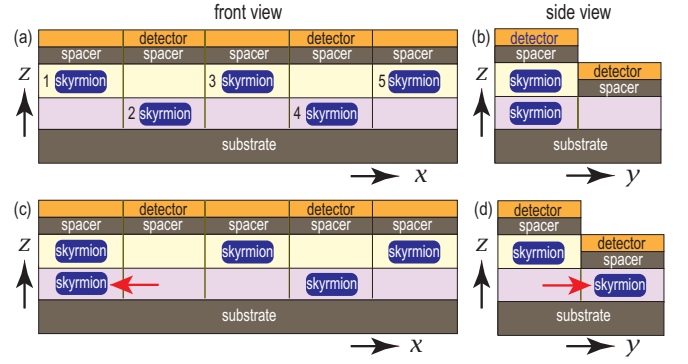 front view
side view
(a)
detector
detector
spacer
spacer
spacer
spacer
spacer
z
1 skyrmion
3 skyrmion
5 skyrmion
2 skyrmion
4 skyrmion
substrate
x
(b)
detector
spacer
detector
spacer
z
skyrmion
skyrmion
substrate
y
(c)
detector
detector
spacer
spacer
spacer
spacer
spacer
z
skyrmion
skyrmion
skyrmion
skyrmion
skyrmion
substrate
x
(d)
detector
spacer
detector
spacer
z
skyrmion
skyrmion
substrate
y